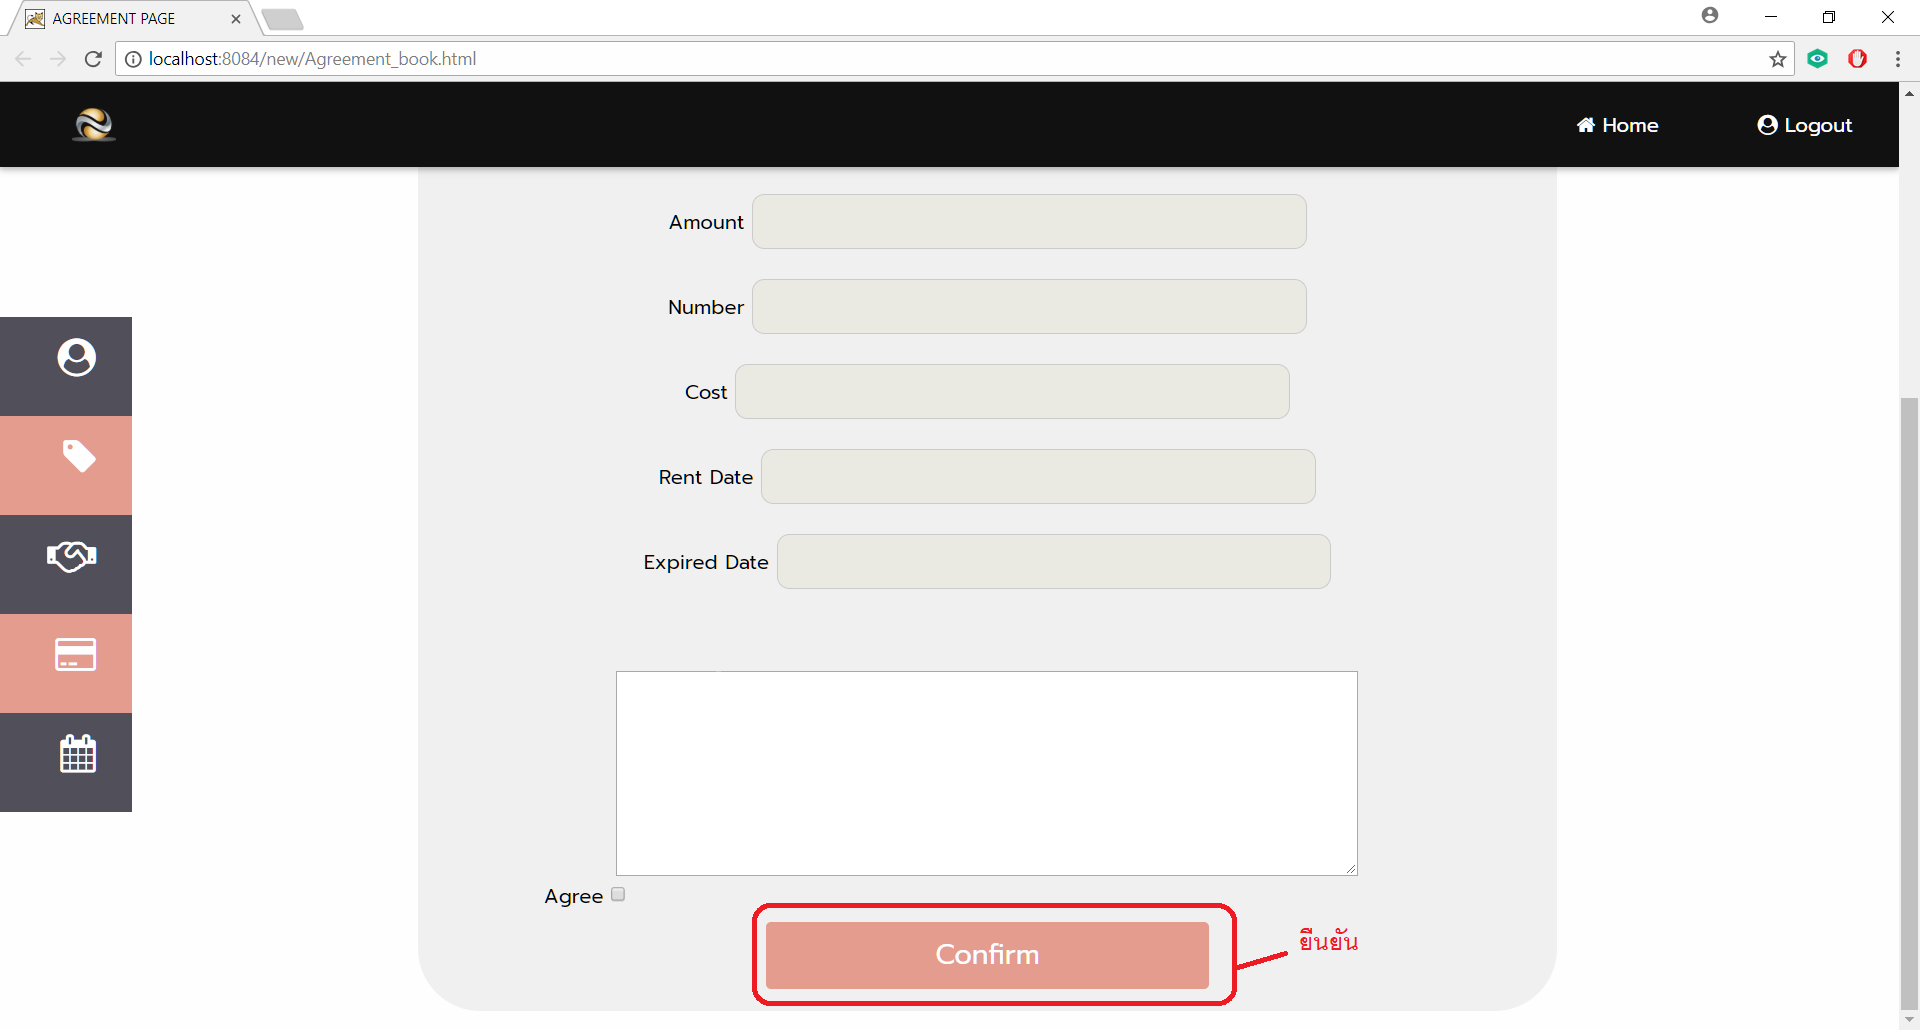 AGREEMENT PAGE
localhost:8084/new/Agreement_book.html
Home
Logout
Amount
Number
Cost
Rent Date
Expired Date
Agree
Confirm
ยืนยัน